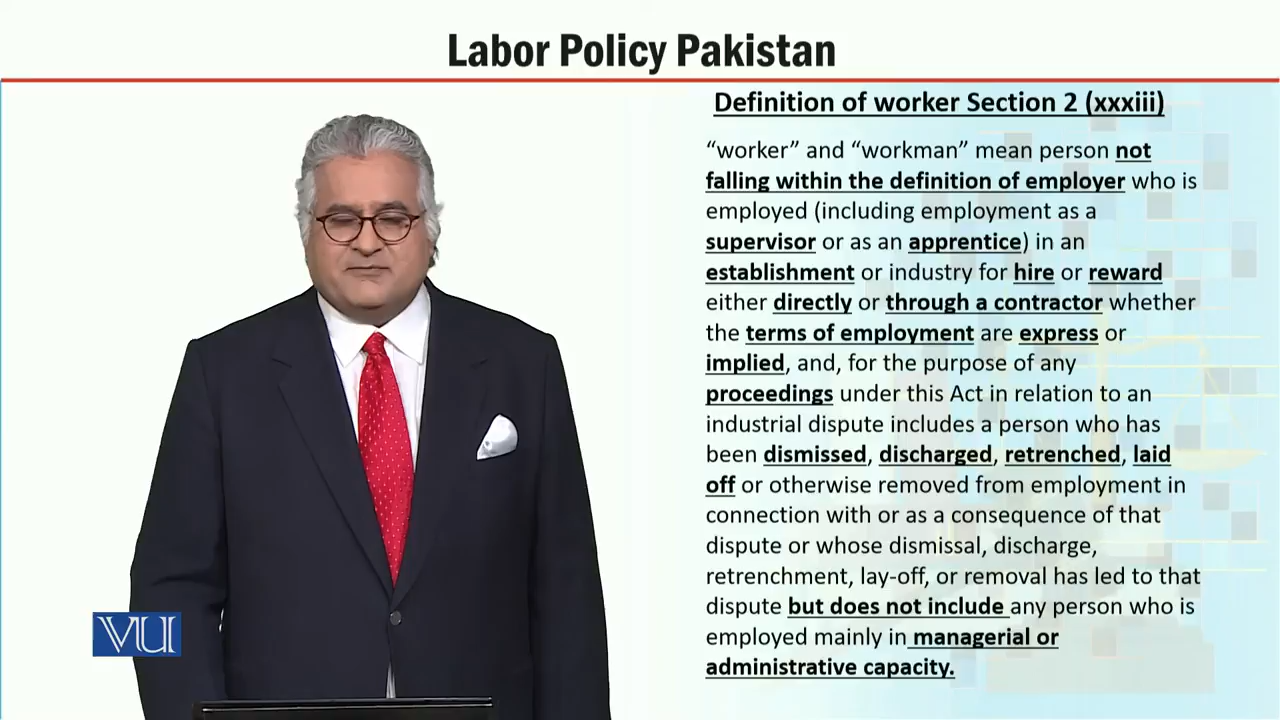 Labor Policy Pakistan
Definition of worker Section 2 (xxxiii)
“worker” and “workman” mean person not
falling within the definition of employer who is
employed (including employment as a
supervisor or as an apprentice) in an
establishment or industry for hire or reward
either directly or through a contractor whether
the terms of employment are express or
implied, and, for the purpose of any
proceedings under this Act in relation to an
industrial dispute includes a person who has
been dismissed, discharged, retrenched, laid
off or otherwise removed from employment in
connection with or as a consequence of that
dispute or whose dismissal, discharge,
retrenchment, lay-off, or removal has led to that
dispute but does not include any person who is
employed mainly in managerial or
administrative capacity.
VU